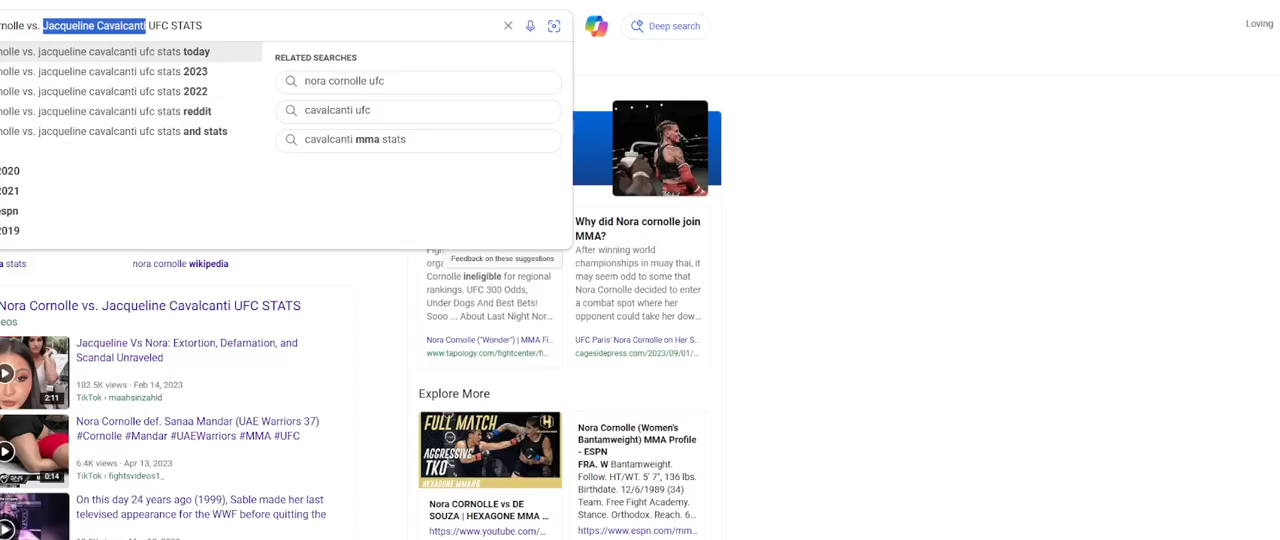 nolle vs. Jacqueline Cavalcanti UFC STATS
Deep search
Loving
nolle vs. jacqueline cavalcanti ufc stats today
nolle vs. jacqueline cavalcanti ufc stats 2023
nolle vs. jacqueline cavalcanti ufc stats 2022
nolle vs. jacqueline cavalcanti ufc stats reddit
nolle vs. jacqueline cavalcanti ufc stats and stats
2020
2021
espn
2019
RELATED SEARCHES
nora cornolle ufc
cavalcanti ufc
cavalcanti mma stats
Feedback on these suggestions
a stats
nora cornolle wikipedia
Nora Cornolle vs. Jacqueline Cavalcanti UFC STATS
eos
Jacqueline Vs Nora: Extortion, Defamation, and
Scandal Unraveled
182.5K views · Feb 14, 2023
TikTok › maahsinzahid
2:11
Nora Cornolle def. Sanaa Mandar (UAE Warriors 37)
#Cornolle #Mandar #UAEWarriors #MMA #UFC
6.4K views · Apr 13, 2023
TikTok › fightsvideos1_
0:14
On this day 24 years ago (1999), Sable made her last
televised appearance for the WWF before quitting the
Cornolle ineligible for regional
rankings. UFC 300 Odds,
Under Dogs And Best Bets!
Sooo ... About Last Night Nor...
Nora Cornolle ("Wonder") | MMA Fi...
www.tapology.com/fightcenter/fi...
Why did Nora cornolle join
MMA?
After winning world
championships in muay thai, it
may seem odd to some that
Nora Cornolle decided to enter
a combat spot where her
opponent could take her dow...
UFC Paris' Nora Cornolle on Her S...
cagesidepress.com/2023/09/01/...
Explore More
FULL MATCH
AGGRESSIVE
TKO
HEXAGONE MMA#6
Nora CORNOLLE vs DE
SOUZA | HEXAGONE MMA ...
https://www.youtube.com/...
Nora Cornolle (Women's
Bantamweight) MMA Profile
- ESPN
FRA. W Bantamweight.
Follow. HT/WT. 5' 7", 136 lbs.
Birthdate. 12/6/1989 (34)
Team. Free Fight Academy.
Stance. Orthodox. Reach. 6...
https://www.espn.com/mm...